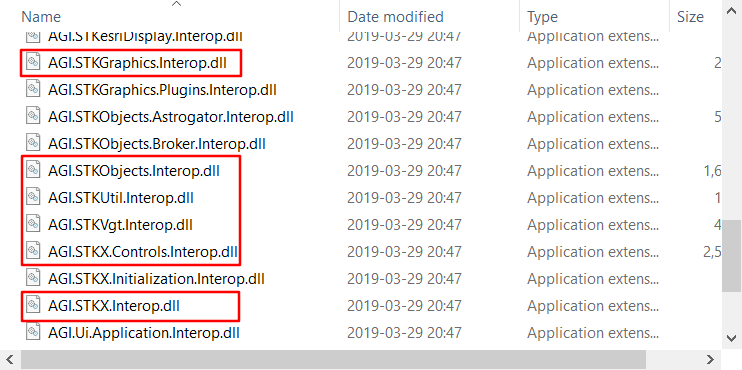 Name Date modified Type Size
AGI.STKesriDisplay.Interop.dll 2019-03-29 20:47 Application extens...
AGI.STKGraphics.Interop.dll 2019-03-29 20:47 Application extens... 2
AGI.STKGraphics.Plugins.Interop.dll 2019-03-29 20:47 Application extens...
AGI.STKObjects.Astrogator.Interop.dll 2019-03-29 20:47 Application extens... 5
AGI.STKObjects.Broker.Interop.dll 2019-03-29 20:47 Application extens...
AGI.STKObjects.Interop.dll 2019-03-29 20:47 Application extens... 1,6
AGI.STKUtil.Interop.dll 2019-03-29 20:47 Application extens... 1
AGI.STKVgt.Interop.dll 2019-03-29 20:47 Application extens... 4
AGI.STKX.Controls.Interop.dll 2019-03-29 20:47 Application extens... 2,5
AGI.STKX.Initialization.Interop.dll 2019-03-29 20:47 Application extens...
AGI.STKX.Interop.dll 2019-03-29 20:47 Application extens...
AGI.Ui.Application.Interop.dll 2019-03-29 20:47 Application extens...